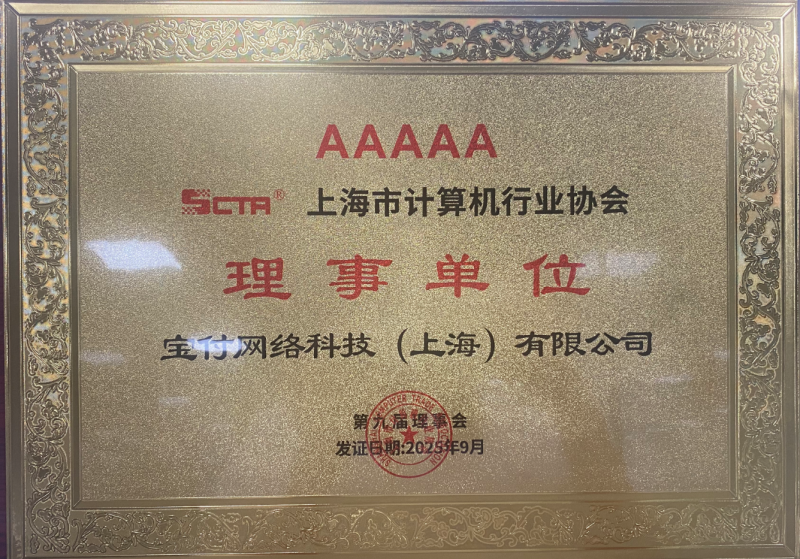 AAAAA
SCTA® 上海市计算机行业协会
理事单位
宝付网络科技（上海）有限公司
第九届理事会
发证日期:2025年9月